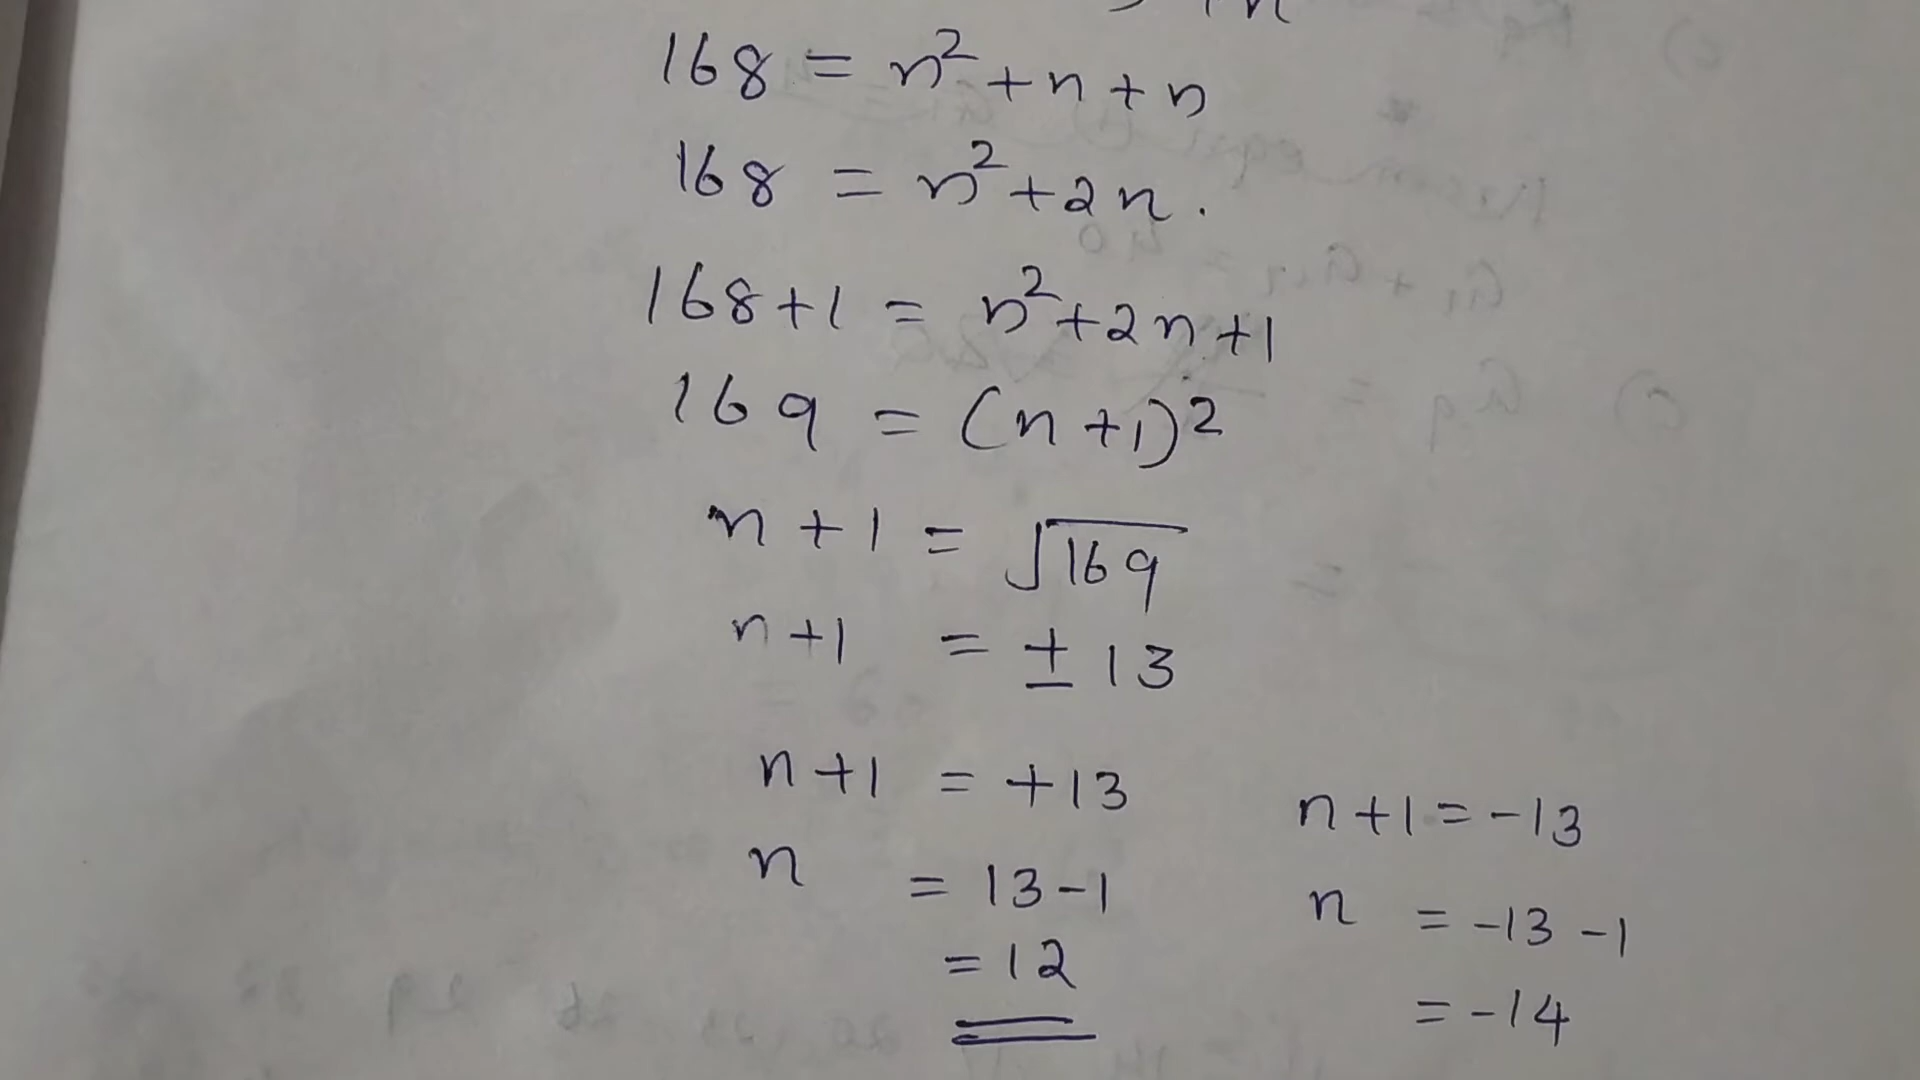 168 = n² + n + n
168 = n² + 2n.
168+1 = n² + 2n + 1
169 = (n+1)²
n + 1 = √169
n+1 = ± 13
n+1 = +13
n = 13-1
= 12
n+1 = -13
n = -13 -1
= -14